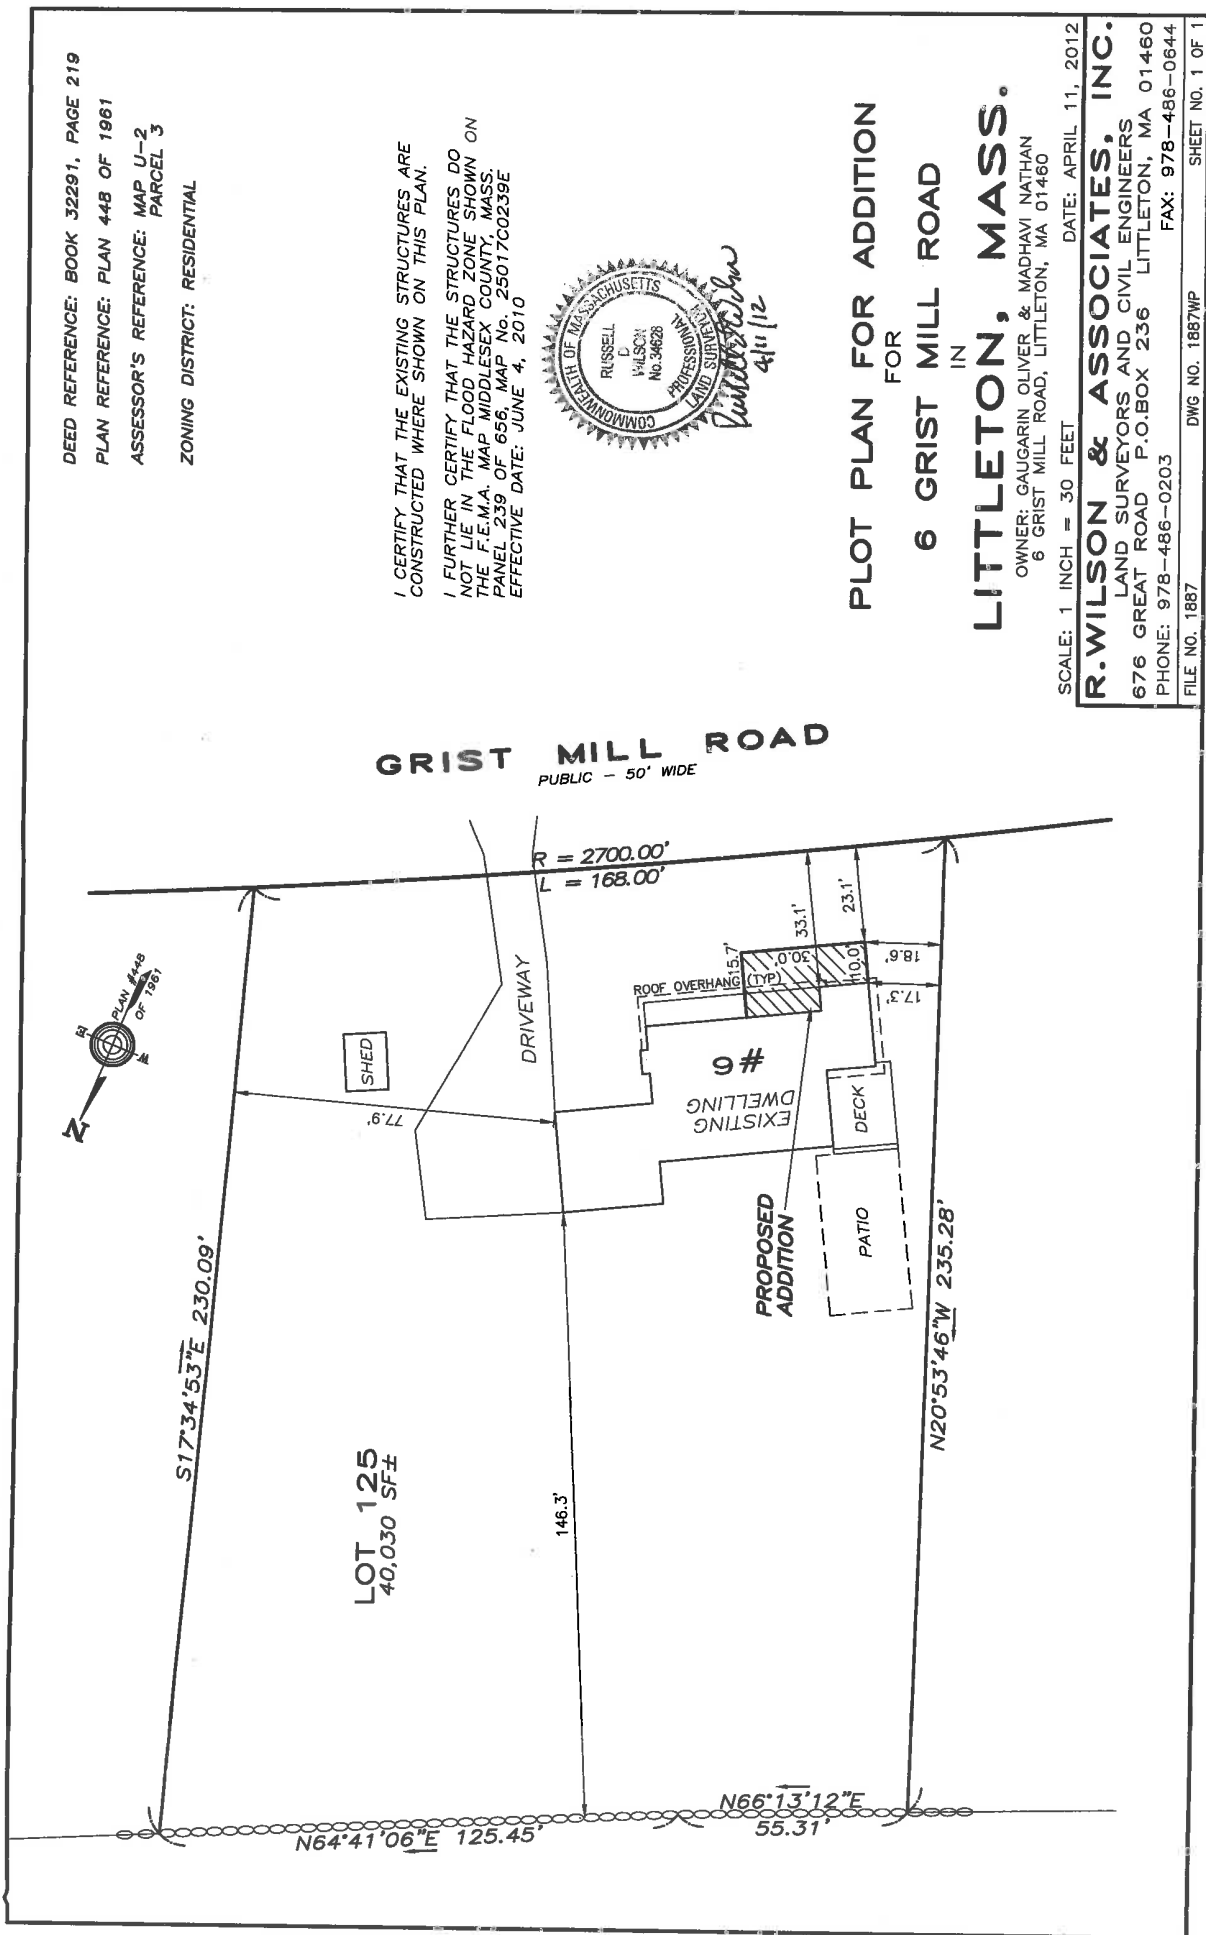 DEED REFERENCE: BOOK 32291, PAGE 219
PLAN REFERENCE: PLAN 448 OF 1961
ASSESSOR'S REFERENCE: MAP U-2
PARCEL 3
ZONING DISTRICT: RESIDENTIAL
I CERTIFY THAT THE EXISTING STRUCTURES ARE
CONSTRUCTED WHERE SHOWN ON THIS PLAN.
I FURTHER CERTIFY THAT THE STRUCTURES DO
NOT LIE IN THE FLOOD HAZARD ZONE SHOWN ON
THE F.E.M.A. MAP MIDDLESEX COUNTY, MASS.
PANEL 239 OF 656, MAP No. 25017C0239E
EFFECTIVE DATE: JUNE 4, 2010
COMMONWEALTH OF MASSACHUSETTS
RUSSELL
D
WILSON
No.34628
PROFESSIONAL
LAND SURVEYOR
4/11/12
PLOT PLAN FOR ADDITION
FOR
6 GRIST MILL ROAD
IN
LITTLETON, MASS.
OWNER: GAUGARIN OLIVER & MADHAVI NATHAN
6 GRIST MILL ROAD, LITTLETON, MA 01460
SCALE: 1 INCH = 30 FEET DATE: APRIL 11, 2012
R.WILSON & ASSOCIATES, INC.
LAND SURVEYORS AND CIVIL ENGINEERS
676 GREAT ROAD P.O.BOX 236 LITTLETON, MA 01460
PHONE: 978-486-0203 FAX: 978-486-0644
FILE NO. 1887 DWG NO. 1887WP SHEET NO. 1 OF 1
GRIST MILL ROAD
PUBLIC - 50' WIDE
R = 2700.00'
L = 168.00'
PLAN #448
OF 1961
N
E
W
SHED
DRIVEWAY
77.9'
ROOF OVERHANG (TYP)
15.7'
30.0'
10.0'
33.1'
23.1'
18.6'
17.3'
#6
EXISTING
DWELLING
DECK
PATIO
PROPOSED
ADDITION
S17°34'53"E 230.09'
N20°53'46"W 235.28'
LOT 125
40,030 SF±
146.3'
N64°41'06"E 125.45'
N66°13'12"E
55.31'